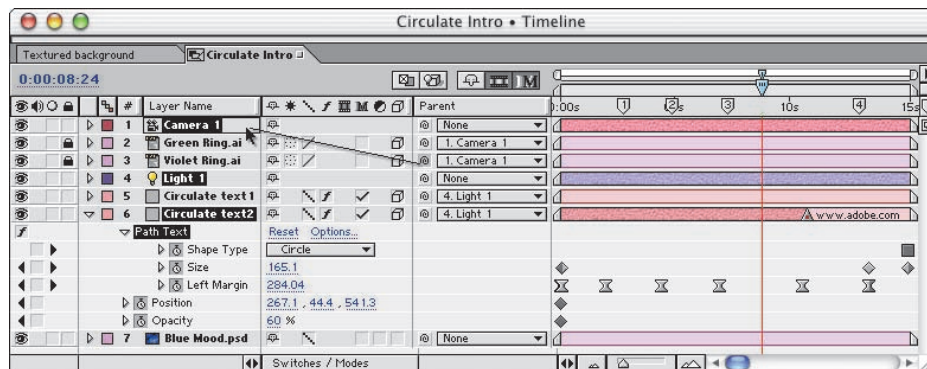 Circulate Intro • Timeline
Textured background Circulate Intro
0:00:08:24
# Layer Name Parent :00s 1 2 s 3 10s 4 15s
1 Camera 1 None
2 Green Ring.ai 1. Camera 1
3 Violet Ring.ai 1. Camera 1
4 Light 1 None
5 Circulate text1 4. Light 1
6 Circulate text2 4. Light 1 www.adobe.com
Path Text Reset Options...
Shape Type Circle
Size 165.1
Left Margin 284.04
Position 267.1 , 44.4 , 541.3
Opacity 60 %
7 Blue Mood.psd None
Switches / Modes